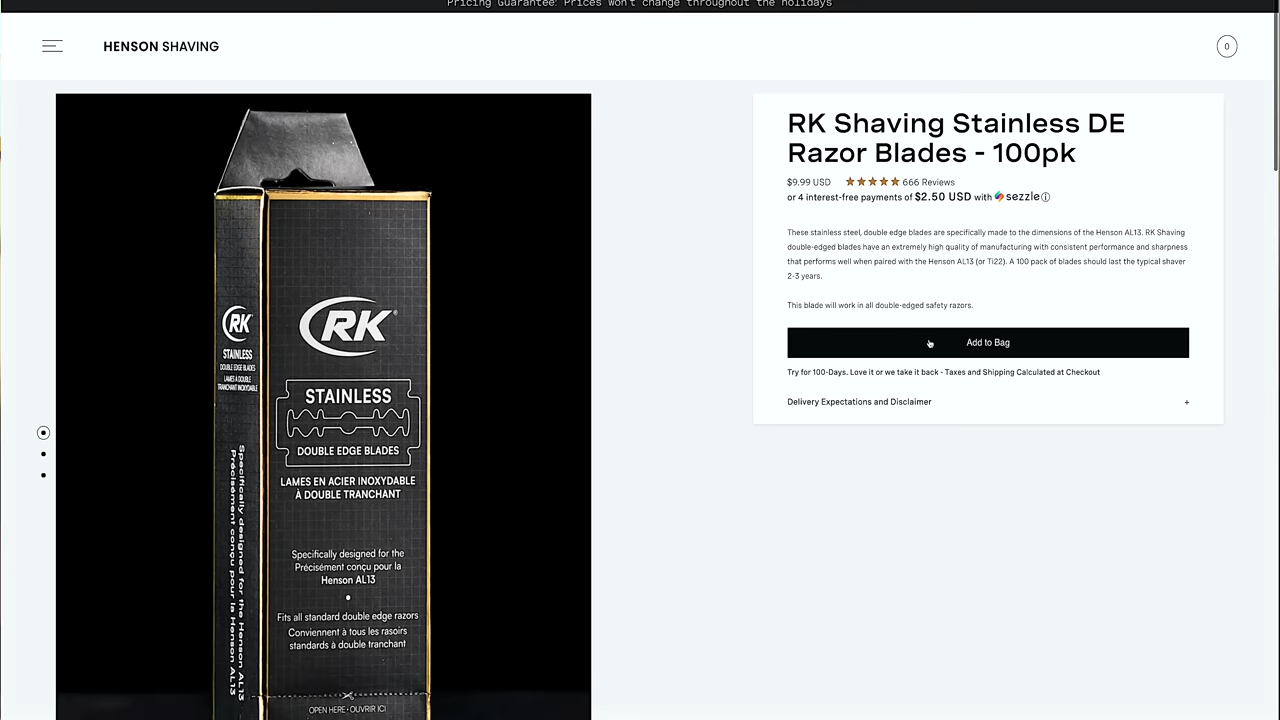 Pricing Guarantee: Prices won't change throughout the holidays
HENSON SHAVING
0
RK Shaving Stainless DE
Razor Blades - 100pk
$9.99 USD 666 Reviews
or 4 interest-free payments of $2.50 USD with sezzle
These stainless steel, double edge blades are specifically made to the dimensions of the Henson AL13. RK Shaving
double-edged blades have an extremely high quality of manufacturing with consistent performance and sharpness
that performs well when paired with the Henson AL13 (or Ti22). A 100 pack of blades should last the typical shaver
2-3 years.
This blade will work in all double-edged safety razors.
Add to Bag
Try for 100-Days. Love it or we take it back - Taxes and Shipping Calculated at Checkout
Delivery Expectations and Disclaimer +
RK
STAINLESS
DOUBLE EDGE BLADES
LAMES À DOUBLE
TRANCHANT INOXYDABLE
Specifically designed for the Henson AL13
Précisément conçu pour la Henson AL13
RK
STAINLESS
DOUBLE EDGE BLADES
LAMES EN ACIER INOXYDABLE
À DOUBLE TRANCHANT
Specifically designed for the
Précisément conçu pour la
Henson AL13
Fits all standard double edge razors
Conviennent à tous les rasoirs
standards à double tranchant
OPEN HERE • OUVRIR ICI